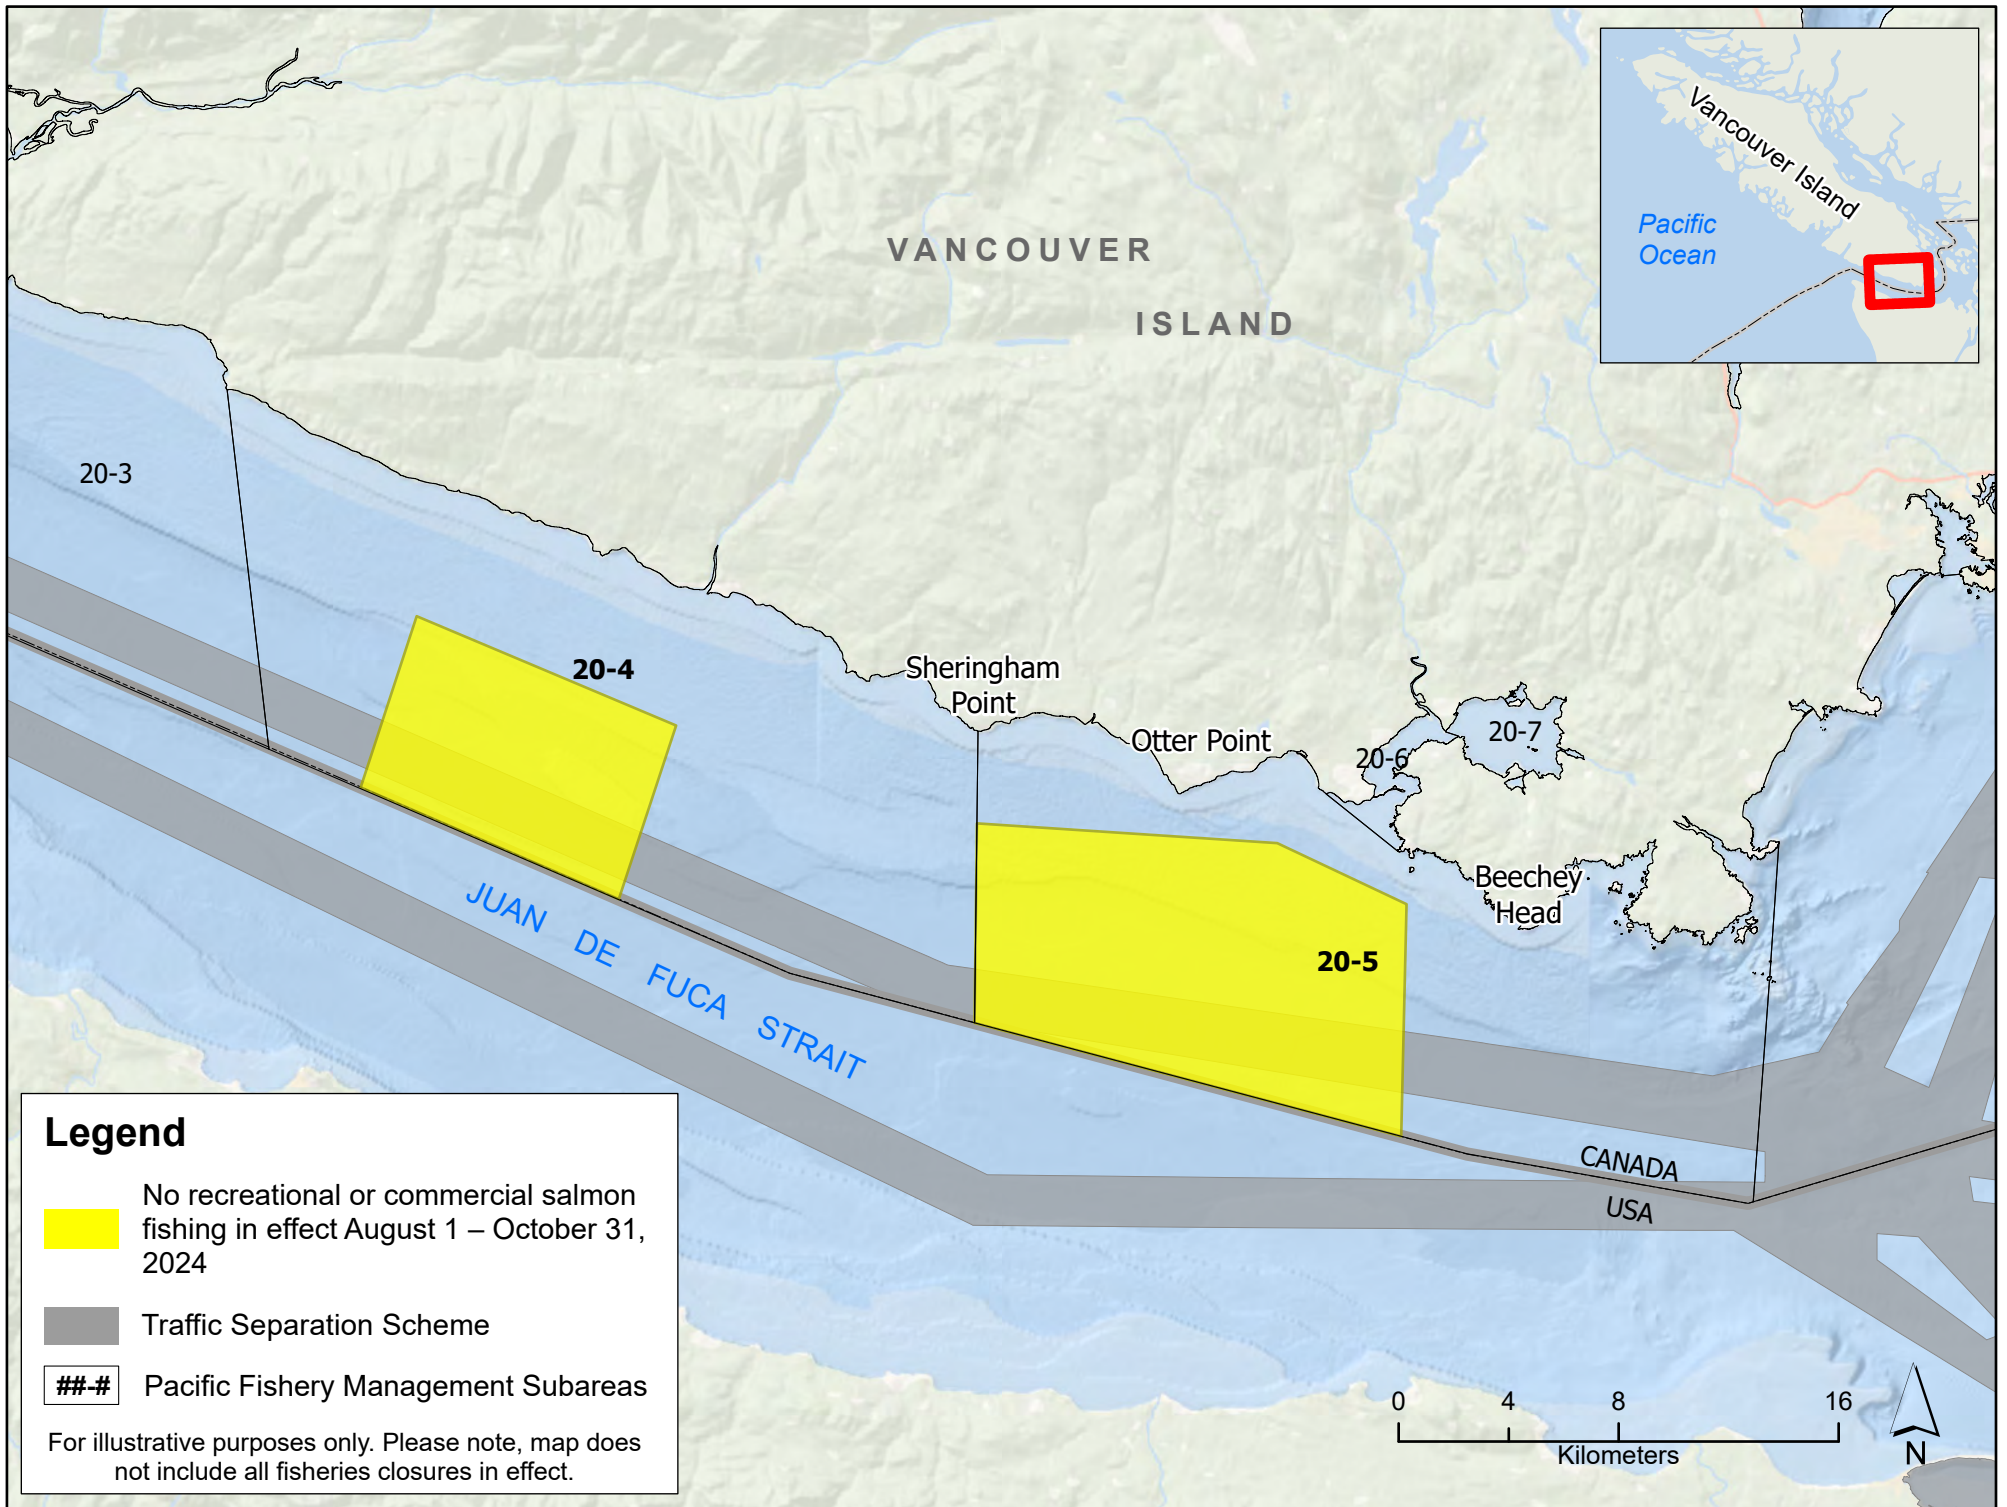 Vancouver Island
Pacific
Ocean
VANCOUVER
ISLAND
20-3
20-4
Sheringham
Point
Otter Point
20-6
20-7
Beechey
Head
20-5
JUAN DE FUCA STRAIT
CANADA
USA
Legend
No recreational or commercial salmon
fishing in effect August 1 – October 31,
2024
Traffic Separation Scheme
##-# Pacific Fishery Management Subareas
For illustrative purposes only. Please note, map does
not include all fisheries closures in effect.
0 4 8 16
Kilometers
N